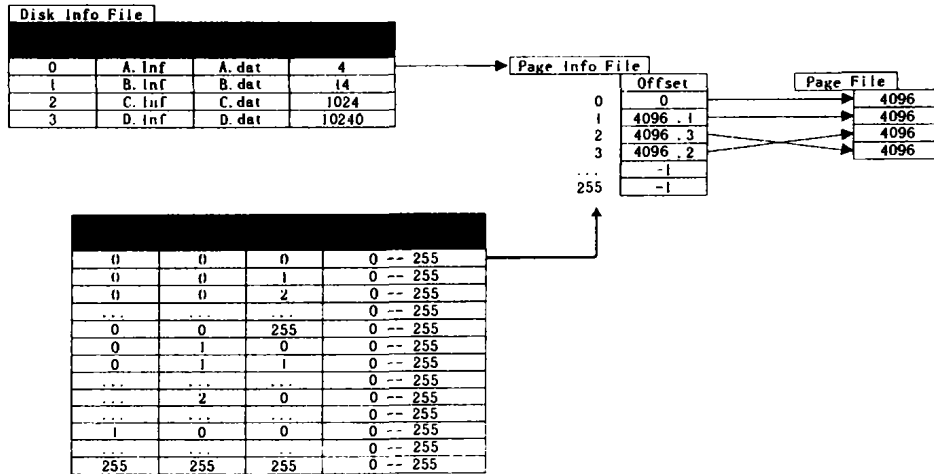 Disk Info File
0 A.Inf A.dat 4
1 B.Inf B.dat 14
2 C.Inf C.dat 1024
3 D.Inf D.dat 10240
Page Info File
Offset
0 0
1 4096 . 1
2 4096 . 3
3 4096 . 2
... -1
255 -1
Page File
4096
4096
4096
4096
0 0 0 0 -- 255
0 0 1 0 -- 255
0 0 2 0 -- 255
... ... ... 0 -- 255
0 0 255 0 -- 255
0 1 0 0 -- 255
0 1 1 0 -- 255
... ... ... 0 -- 255
... 2 0 0 -- 255
... ... ... 0 -- 255
1 0 0 0 -- 255
... ... ... 0 -- 255
255 255 255 0 -- 255